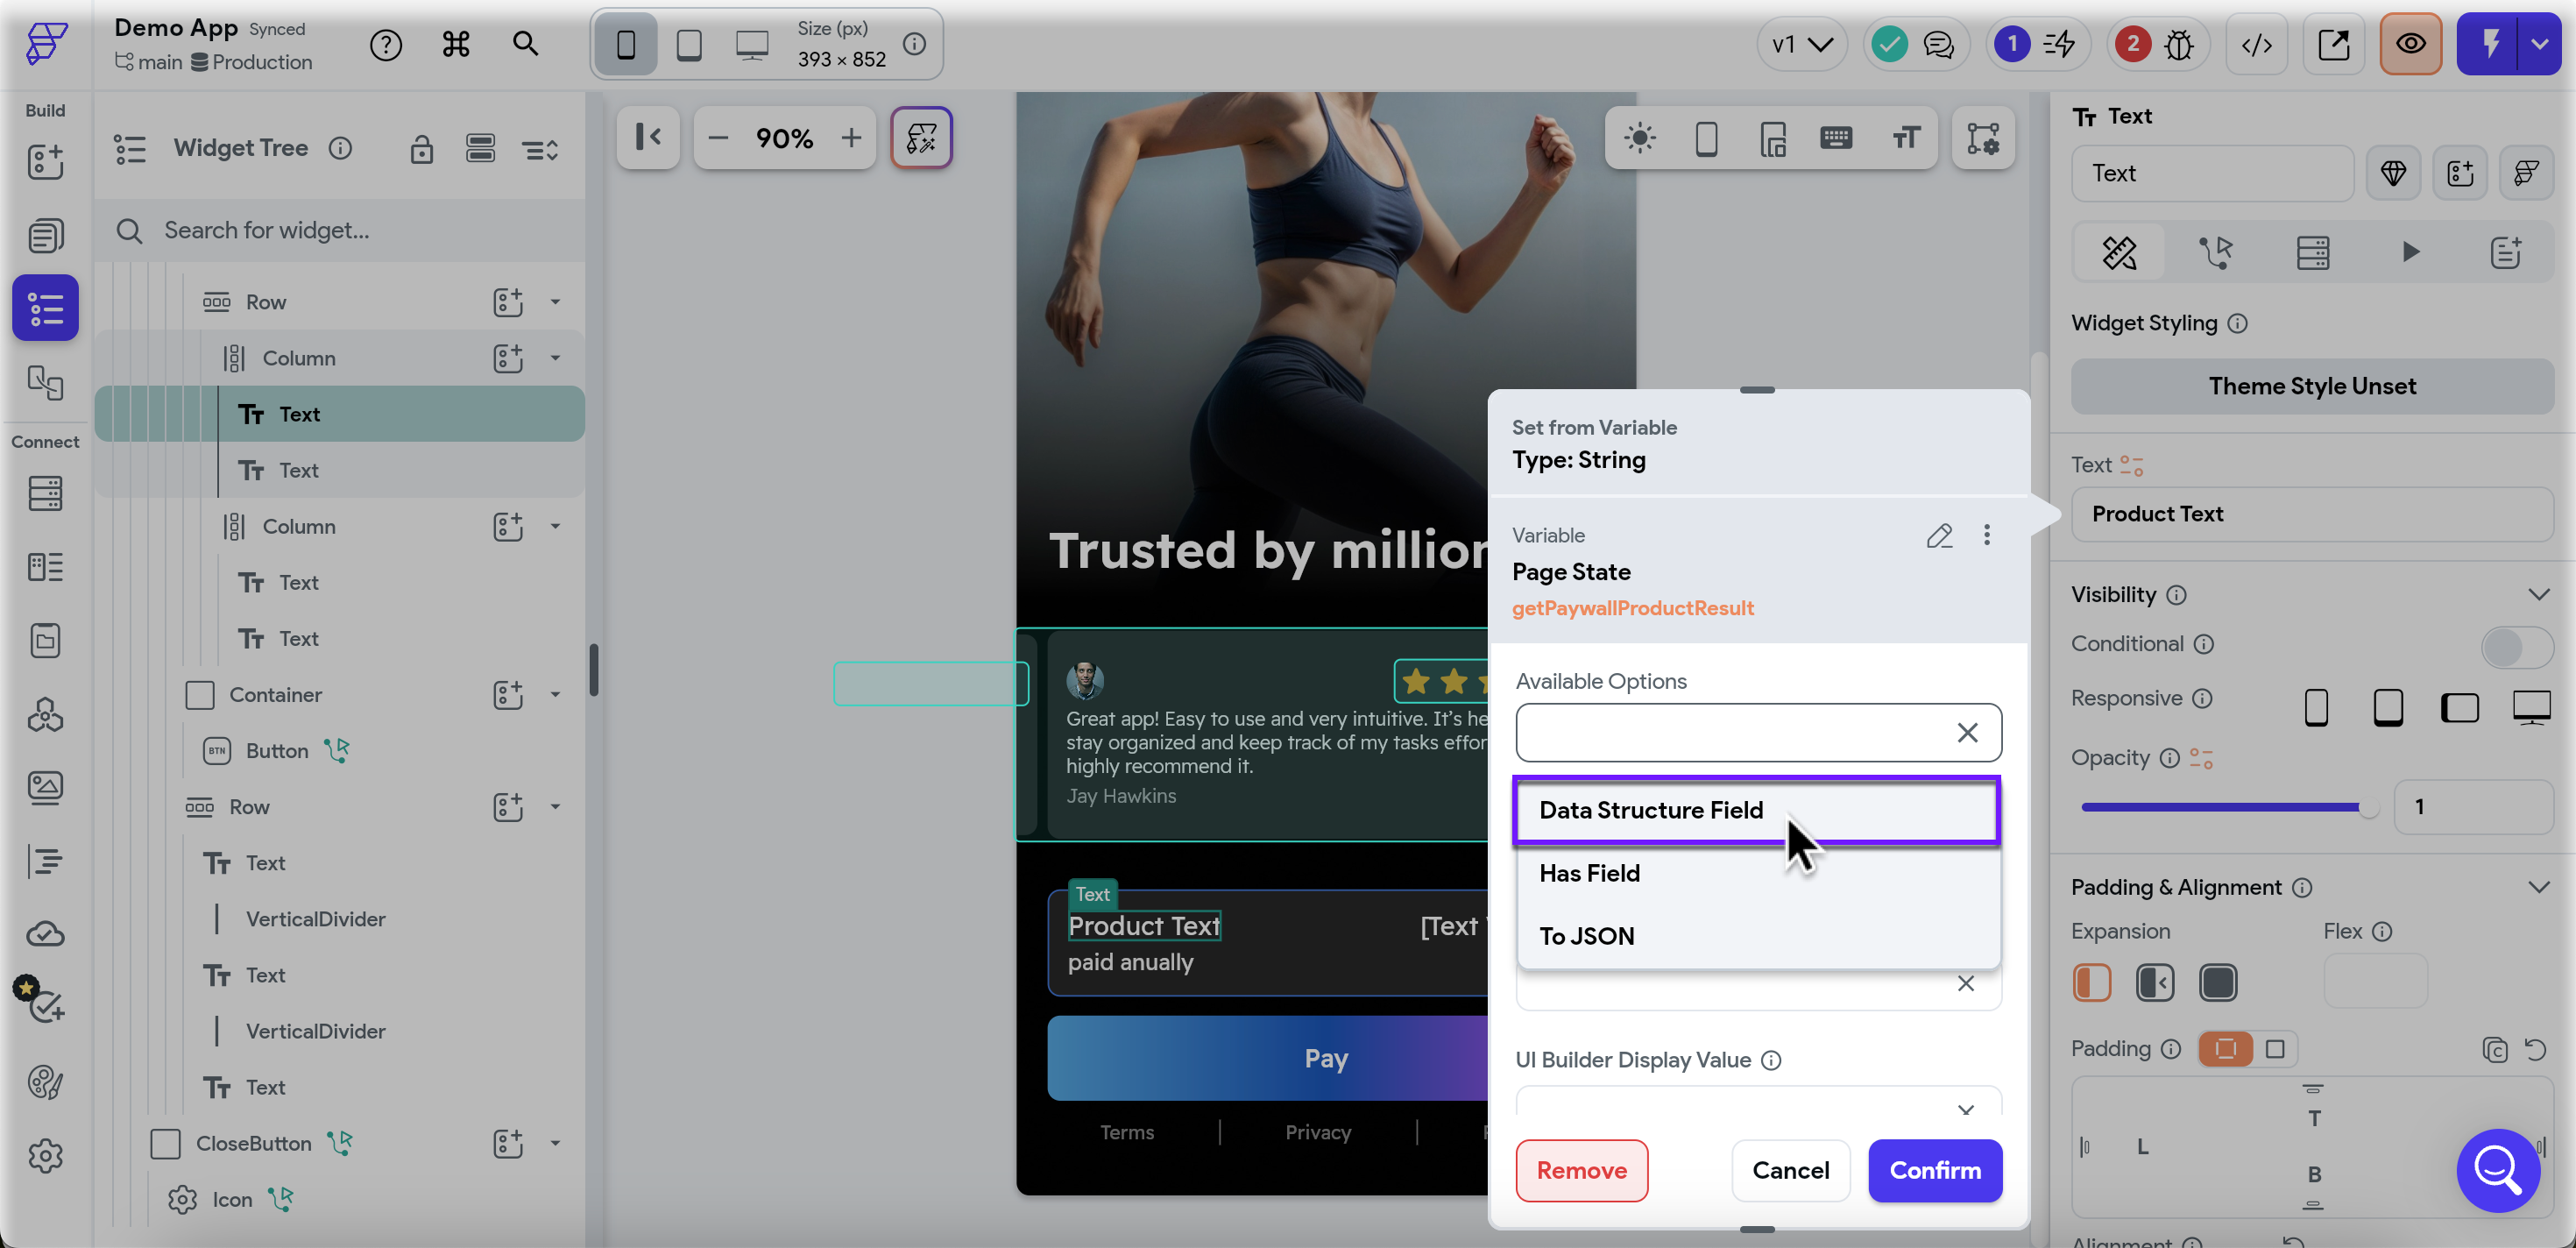 Demo App Synced
main Production
Size (px)
393 × 852
v1
1
2
Build
Connect
Widget Tree
Search for widget...
Row
Column
Text
Text
Column
Text
Text
Container
BTN Button
Row
Text
VerticalDivider
Text
VerticalDivider
Text
CloseButton
Icon
90%
Trusted by million
Great app! Easy to use and very intuitive. It's he
stay organized and keep track of my tasks effor
highly recommend it.
Jay Hawkins
Text
Product Text
[Text
paid anually
Pay
Terms
Privacy
Set from Variable
Type: String
Variable
Page State
getPaywallProductResult
Available Options
Data Structure Field
Has Field
To JSON
UI Builder Display Value
Remove
Cancel
Confirm
Text
Text
Widget Styling
Theme Style Unset
Text
Product Text
Visibility
Conditional
Responsive
Opacity
1
Padding & Alignment
Expansion
Flex
Padding
T
L
B
Alignment